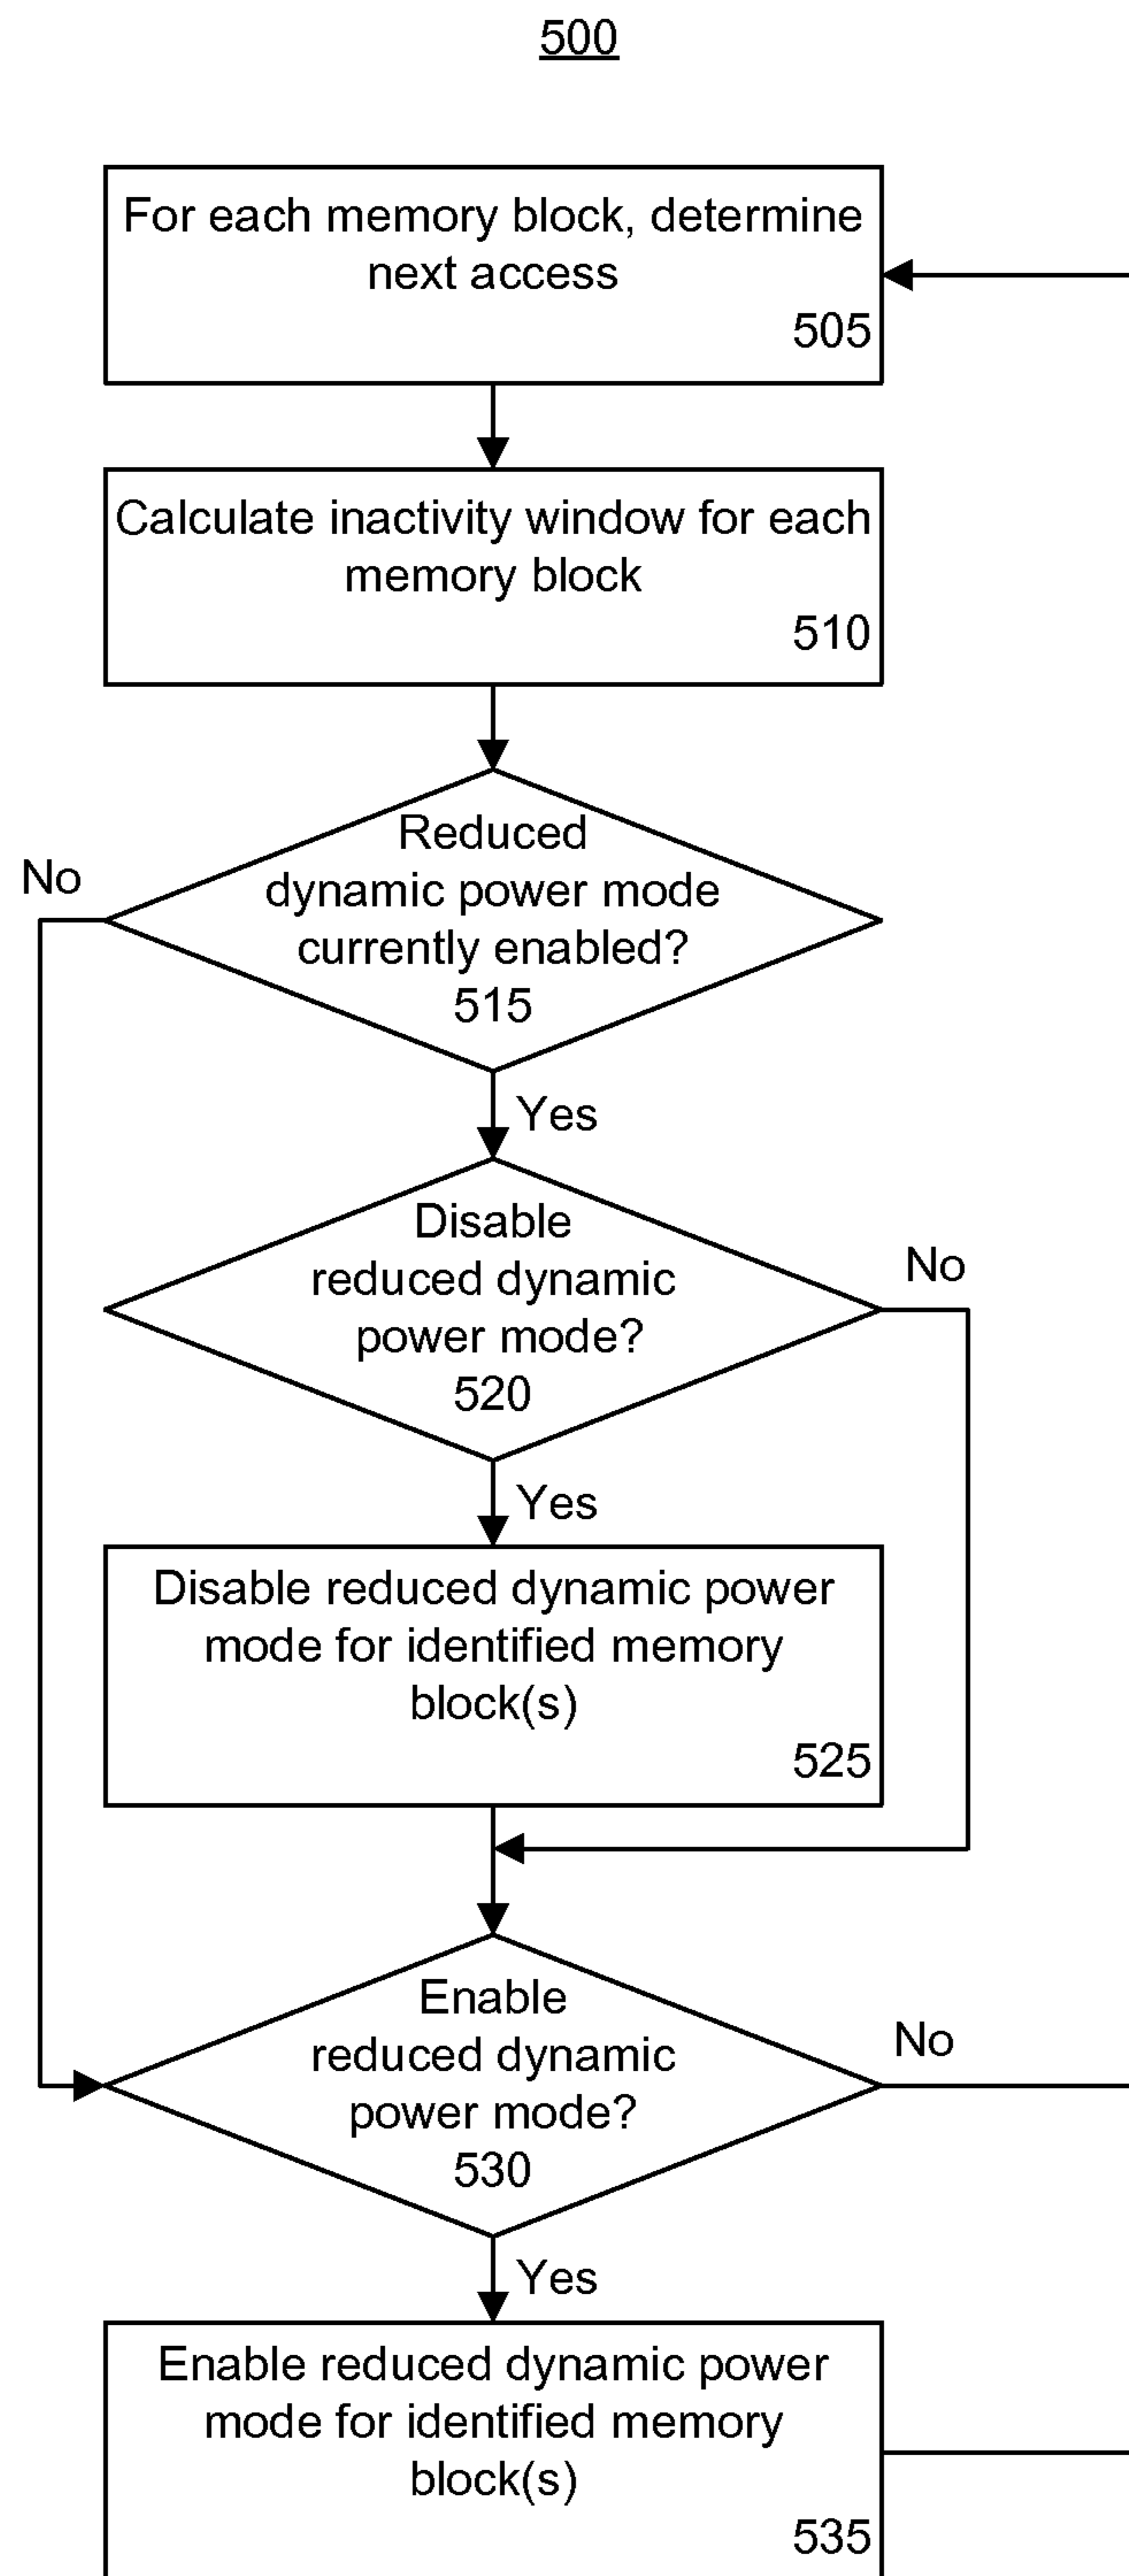 500
For each memory block, determine
next access
505
Calculate inactivity window for each
memory block
510
Reduced
dynamic power mode
currently enabled?
515
No
Yes
Disable
reduced dynamic
power mode?
520
No
Yes
Disable reduced dynamic power
mode for identified memory
block(s)
525
Enable
reduced dynamic
power mode?
530
No
Yes
Enable reduced dynamic power
mode for identified memory
block(s)
535